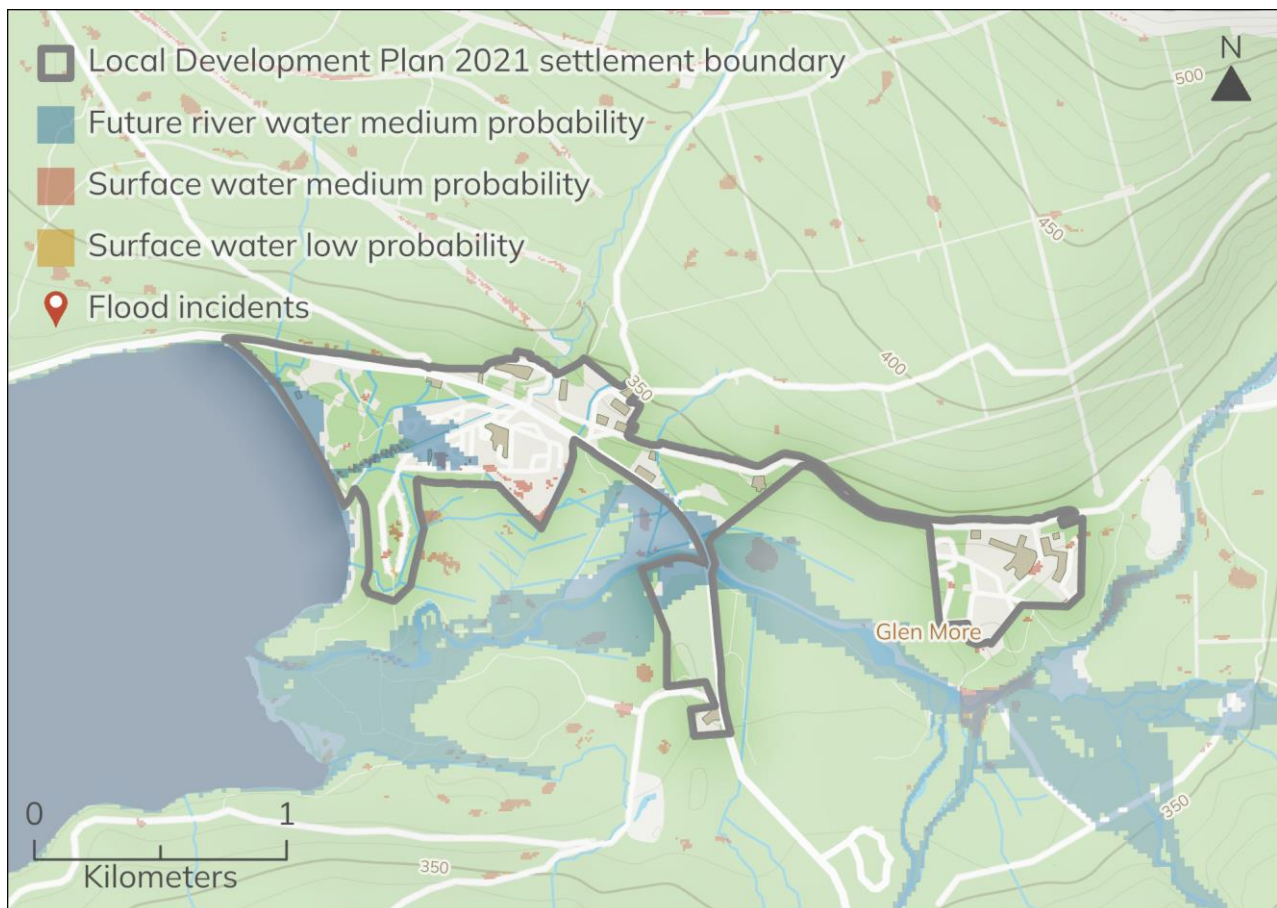 Local Development Plan 2021 settlement boundary
Future river water medium probability
Surface water medium probability
Surface water low probability
Flood incidents
N
500
450
400
350
Glen More
350
350
0 1
Kilometers